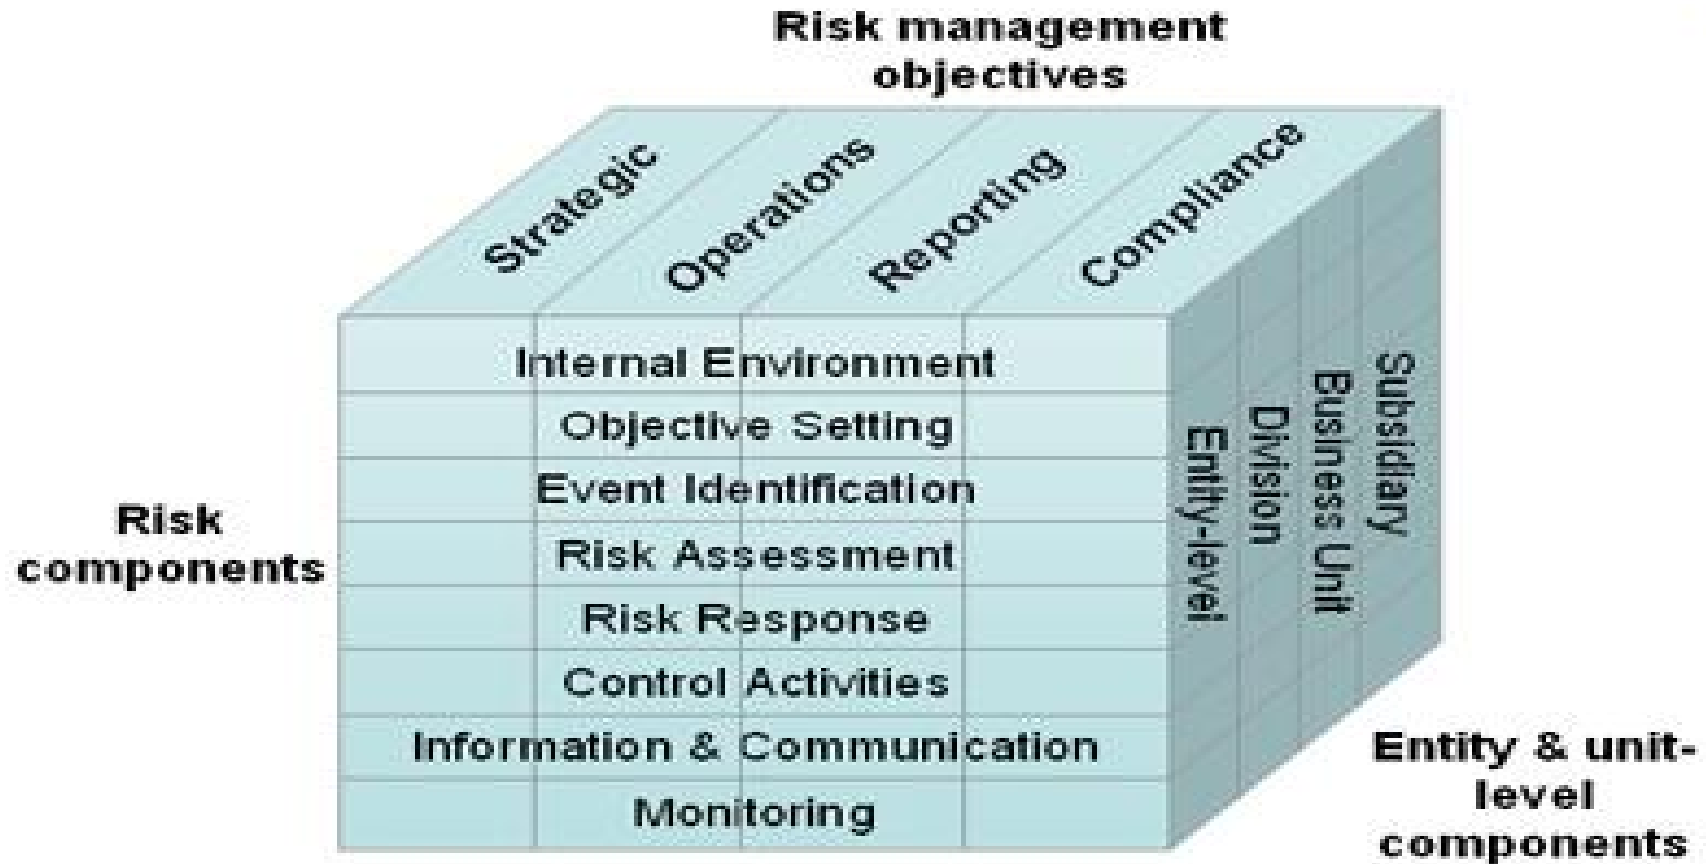 Risk management
objectives
Strategic
Operations
Reporting
Compliance
Internal Environment
Objective Setting
Event Identification
Risk Assessment
Risk Response
Control Activities
Information & Communication
Monitoring
Entity-level
Division
Business Unit
Subsidiary
Risk
components
Entity & unit-
level
components